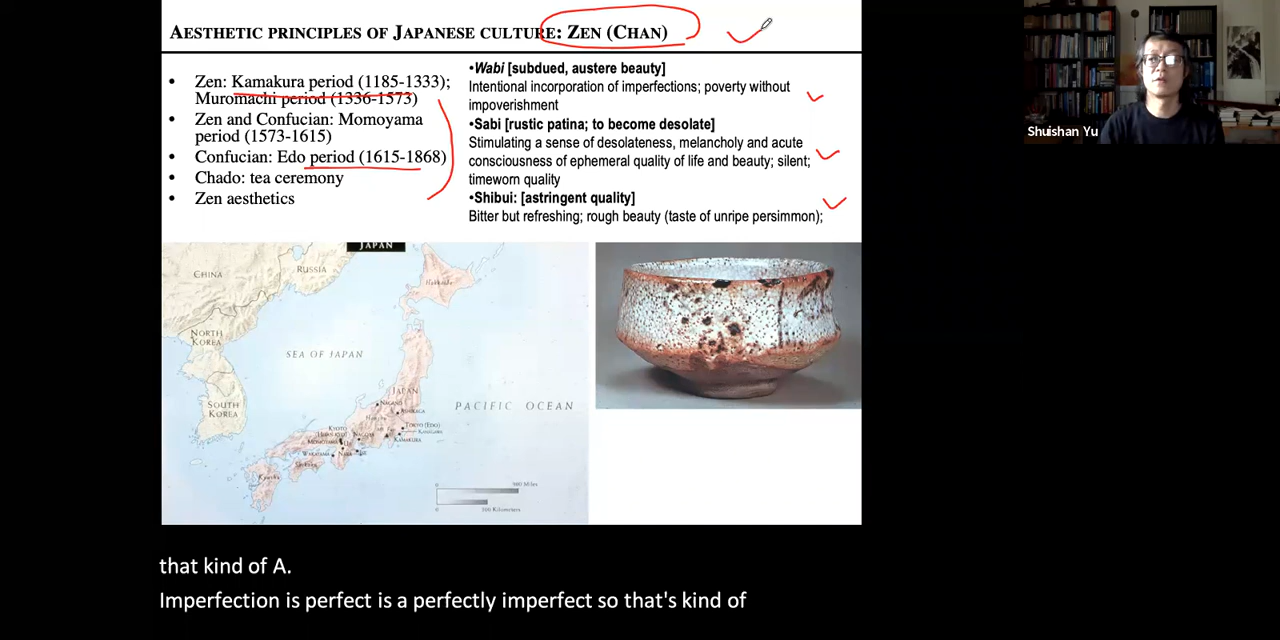 AESTHETIC PRINCIPLES OF JAPANESE CULTURE: ZEN (CHAN)
• Zen: Kamakura period (1185-1333);
Muromachi period (1336-1573)
• Zen and Confucian: Momoyama
period (1573-1615)
• Confucian: Edo period (1615-1868)
• Chado: tea ceremony
• Zen aesthetics
•Wabi [subdued, austere beauty]
Intentional incorporation of imperfections; poverty without
impoverishment
•Sabi [rustic patina; to become desolate]
Stimulating a sense of desolateness, melancholy and acute
consciousness of ephemeral quality of life and beauty; silent;
timeworn quality
•Shibui: [astringent quality]
Bitter but refreshing; rough beauty (taste of unripe persimmon);
Shuishan Yu
JAPAN
CHINA
RUSSIA
Hokkaido
NORTH
KOREA
SEA OF JAPAN
SOUTH
KOREA
JAPAN
NAGANO
PACIFIC OCEAN
KYOTO
TOKYO (EDO)
KAMAKURA
MOMOYAMA
NARA
WAKAYAMA
that kind of A.
Imperfection is perfect is a perfectly imperfect so that's kind of